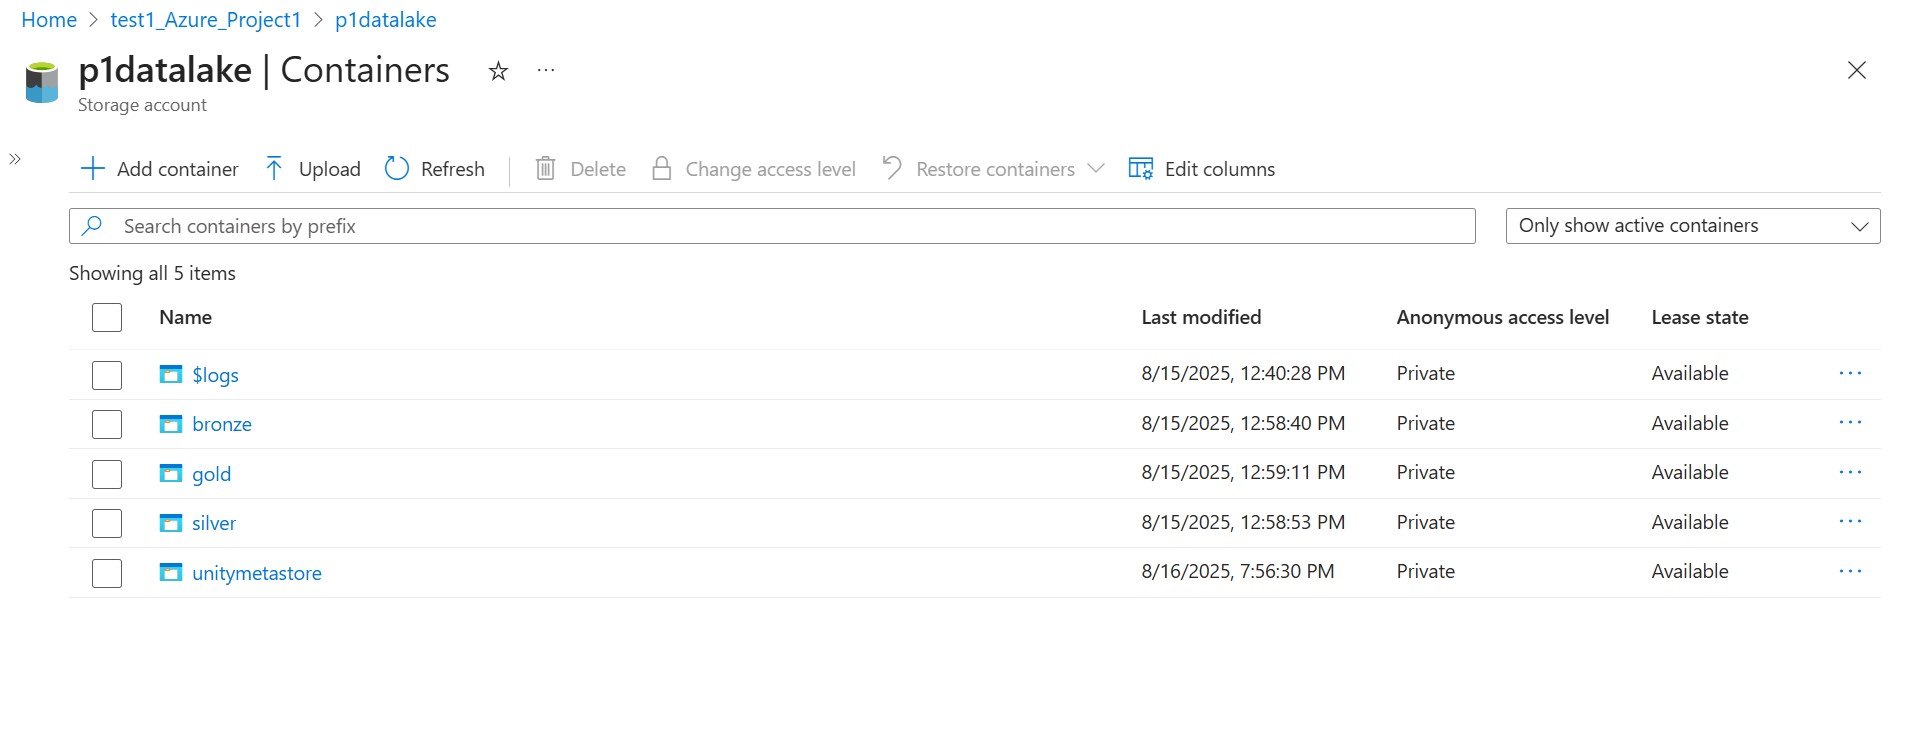 Home > test1_Azure_Project1 > p1datalake
p1datalake | Containers
Storage account
Add container Upload Refresh Delete Change access level Restore containers Edit columns
Search containers by prefix Only show active containers
Showing all 5 items
Name Last modified Anonymous access level Lease state
$logs 8/15/2025, 12:40:28 PM Private Available
bronze 8/15/2025, 12:58:40 PM Private Available
gold 8/15/2025, 12:59:11 PM Private Available
silver 8/15/2025, 12:58:53 PM Private Available
unitymetastore 8/16/2025, 7:56:30 PM Private Available